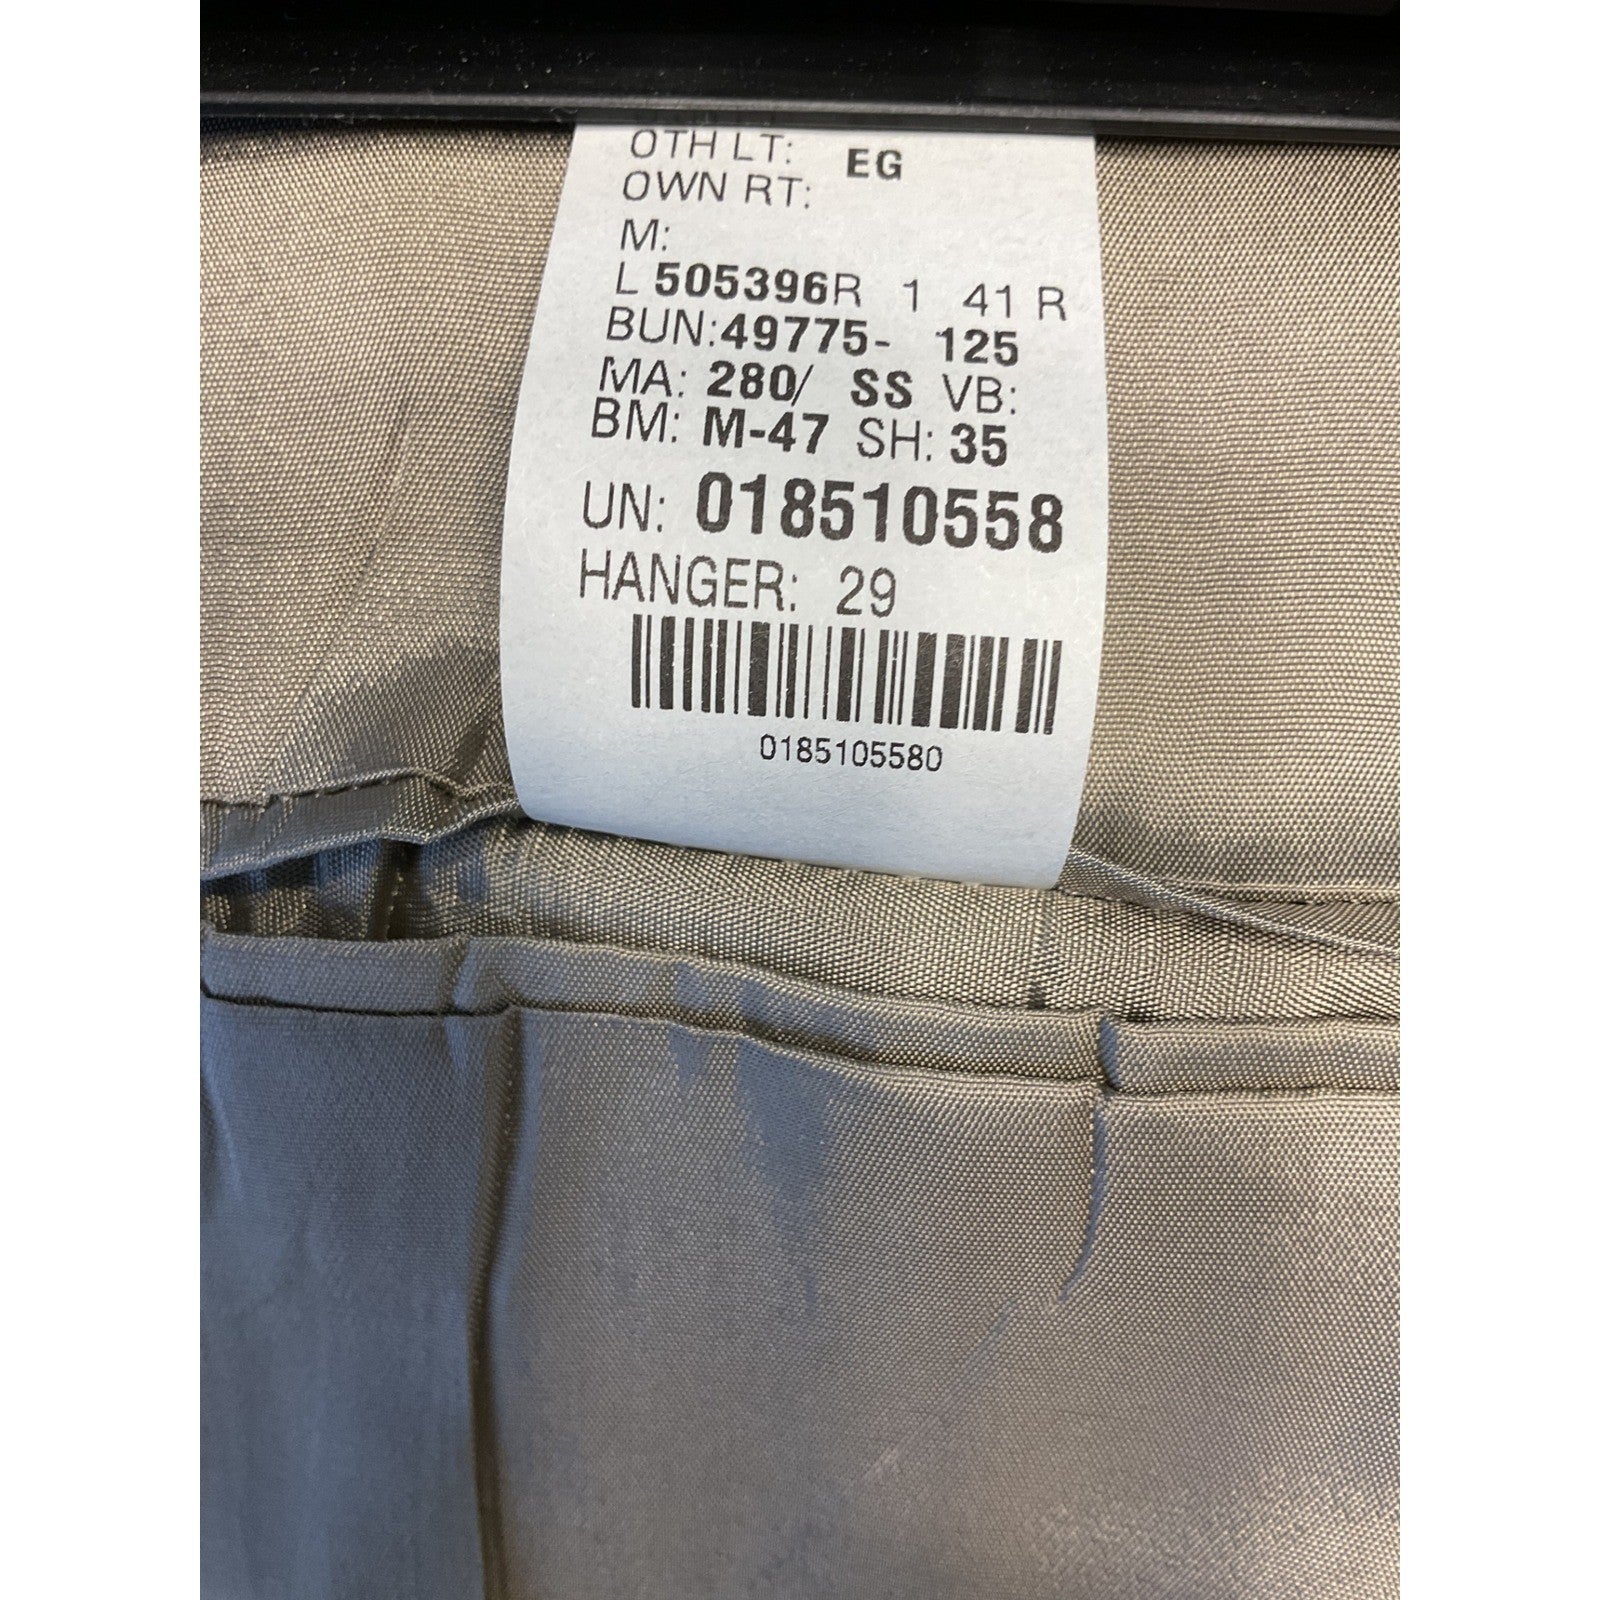 OTH LT: EG
OWN RT:
M:
L 505396R 1 41 R
BUN:49775- 125
MA: 280/ SS VB:
BM: M-47 SH: 35
UN: 018510558
HANGER: 29
0185105580